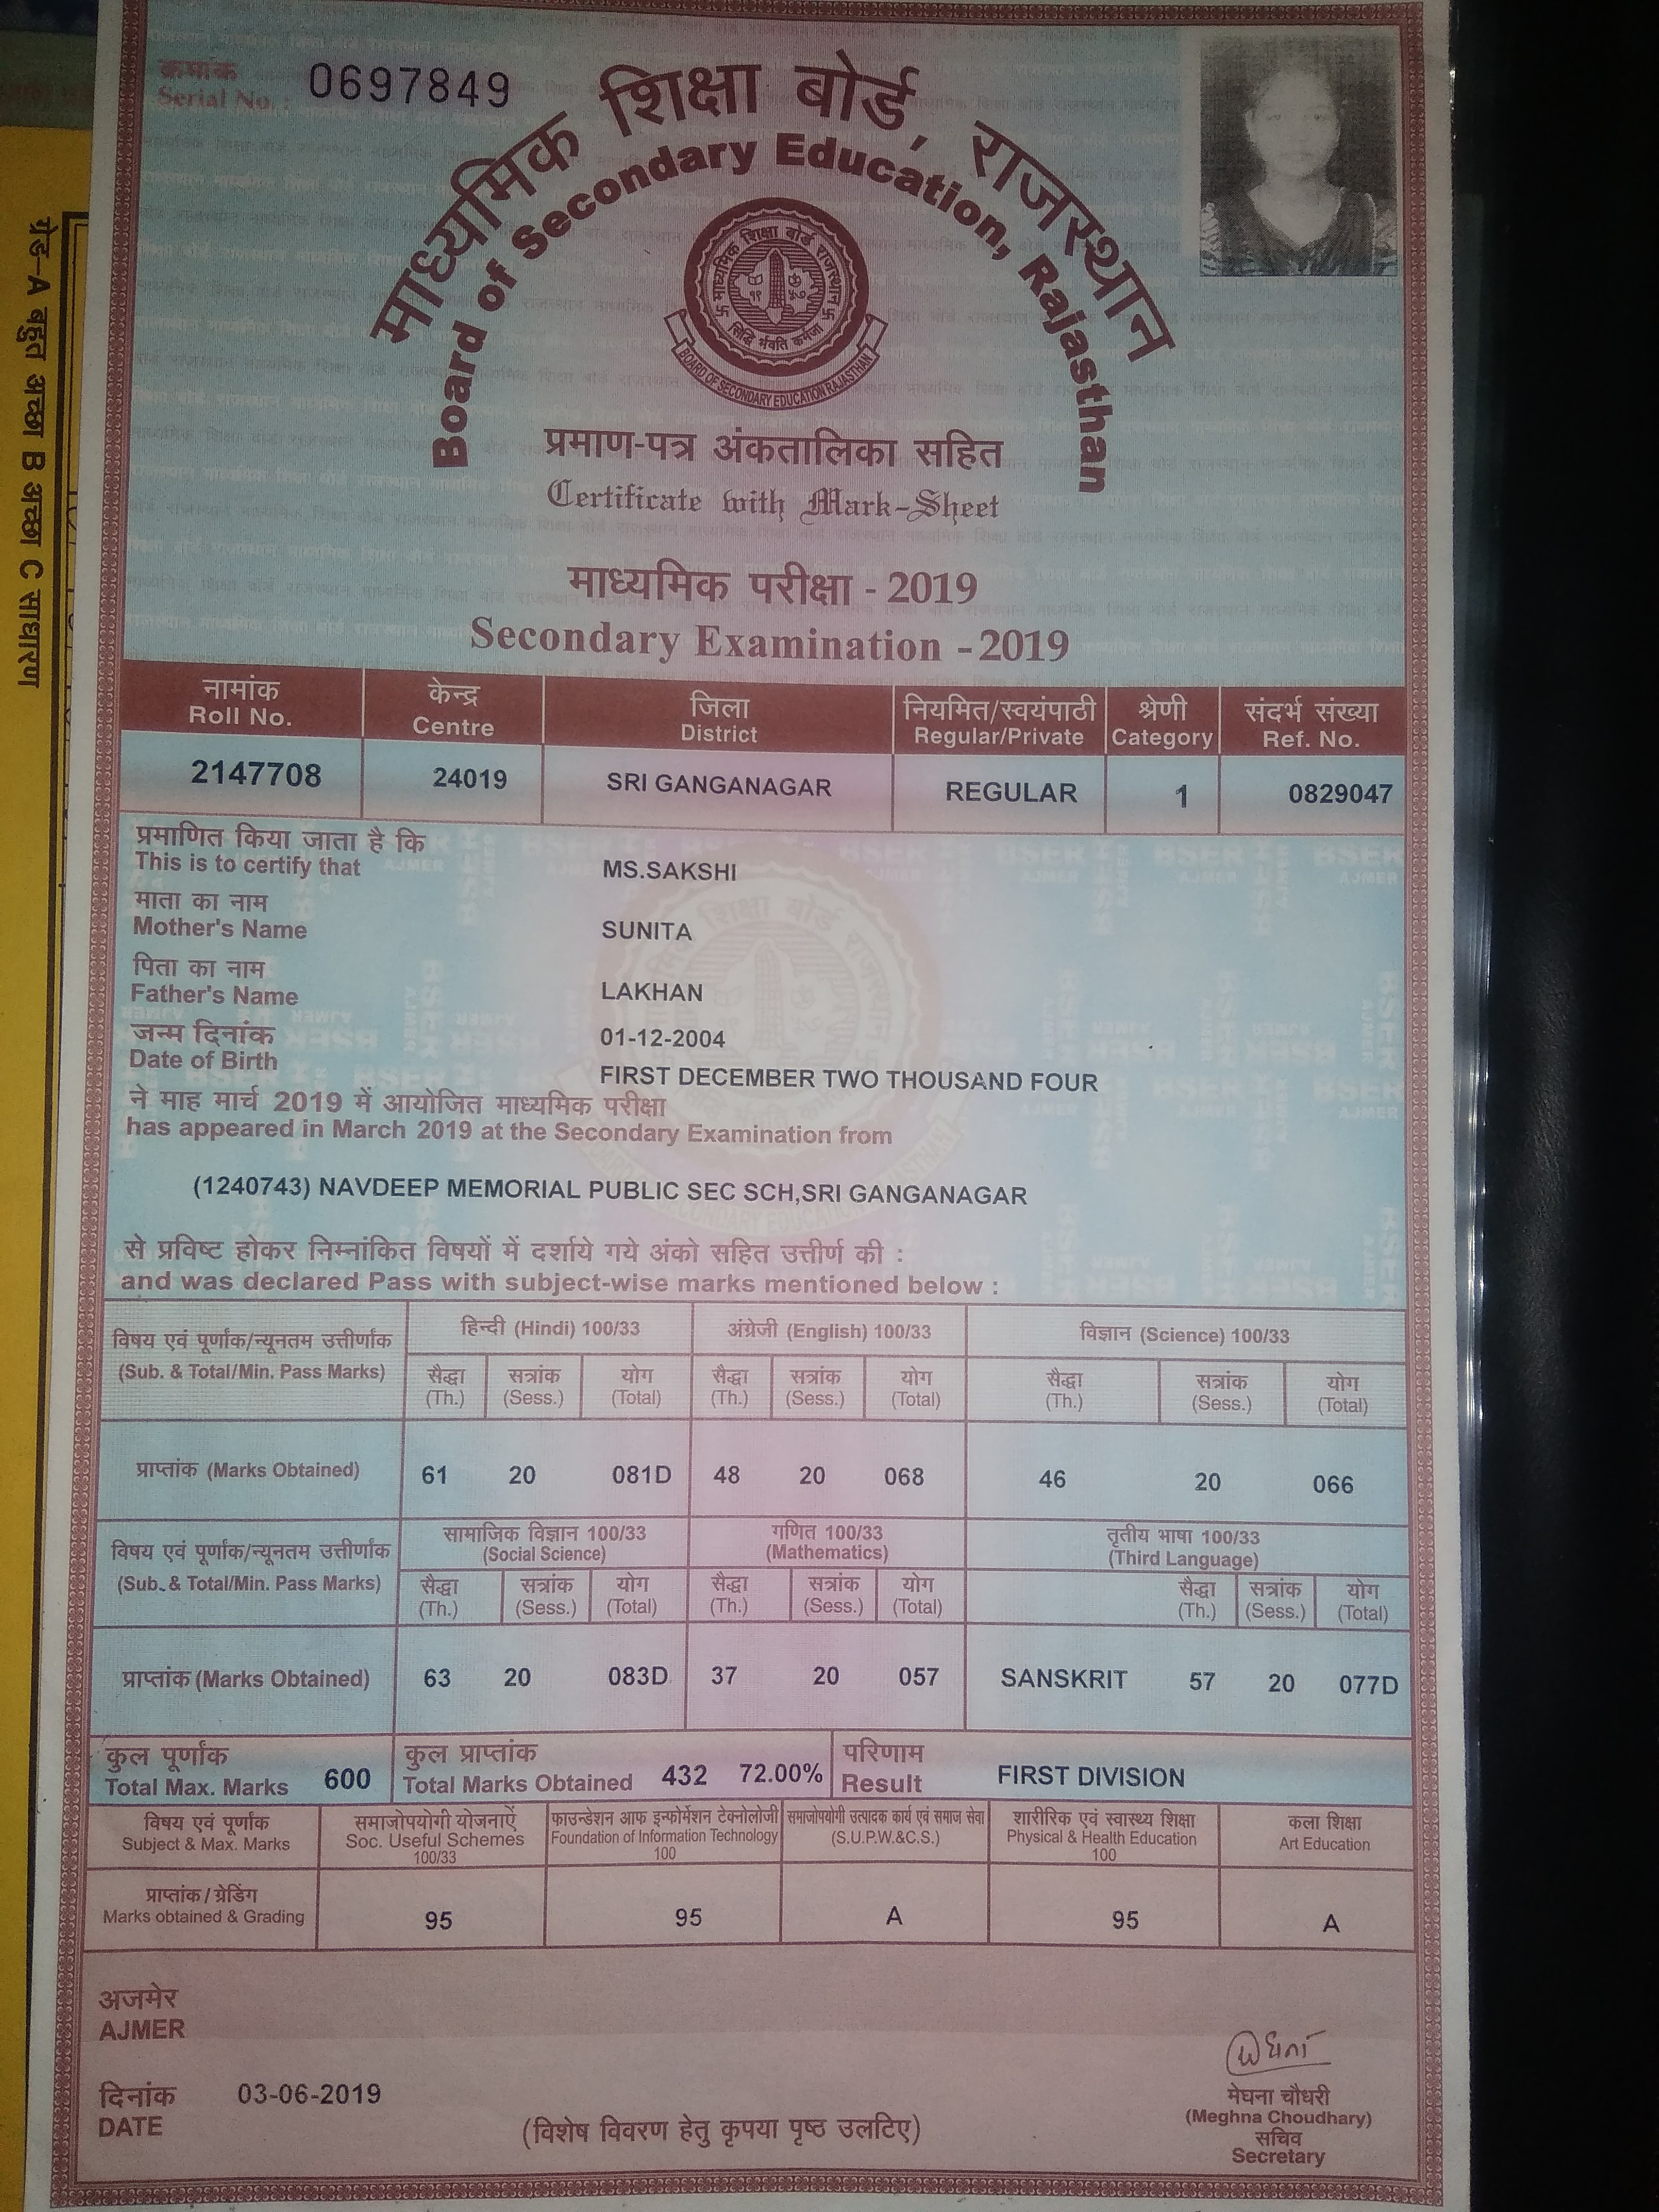 क्रमांक
Serial No. : 0697849
माध्यमिक शिक्षा बोर्ड, राजस्थान
Board of Secondary Education, Rajasthan
माध्यमिक शिक्षा बोर्ड राजस्थान
सिद्धि र्भवति कर्मजा
BOARD OF SECONDARY EDUCATION RAJASTHAN
प्रमाण-पत्र अंकतालिका सहित
Certificate with Mark-Sheet
माध्यमिक परीक्षा - 2019
Secondary Examination - 2019
नामांक केन्द्र जिला नियमित/स्वयंपाठी श्रेणी संदर्भ संख्या
Roll No. Centre District Regular/Private Category Ref. No.
2147708 24019 SRI GANGANAGAR REGULAR 1 0829047
प्रमाणित किया जाता है कि
This is to certify that MS.SAKSHI
माता का नाम
Mother's Name SUNITA
पिता का नाम
Father's Name LAKHAN
जन्म दिनांक 01-12-2004
Date of Birth FIRST DECEMBER TWO THOUSAND FOUR
ने माह मार्च 2019 में आयोजित माध्यमिक परीक्षा
has appeared in March 2019 at the Secondary Examination from
(1240743) NAVDEEP MEMORIAL PUBLIC SEC SCH,SRI GANGANAGAR
से प्रविष्ट होकर निम्नांकित विषयों में दर्शाये गये अंको सहित उत्तीर्ण की :
and was declared Pass with subject-wise marks mentioned below :
विषय एवं पूर्णांक/न्यूनतम उत्तीर्णांक हिन्दी (Hindi) 100/33 अंग्रेजी (English) 100/33 विज्ञान (Science) 100/33
(Sub. & Total/Min. Pass Marks) सैद्धा सत्रांक योग सैद्धा सत्रांक योग सैद्धा सत्रांक योग
(Th.) (Sess.) (Total) (Th.) (Sess.) (Total) (Th.) (Sess.) (Total)
प्राप्तांक (Marks Obtained) 61 20 081D 48 20 068 46 20 066
विषय एवं पूर्णांक/न्यूनतम उत्तीर्णांक सामाजिक विज्ञान 100/33 गणित 100/33 तृतीय भाषा 100/33
(Social Science) (Mathematics) (Third Language)
(Sub. & Total/Min. Pass Marks) सैद्धा सत्रांक योग सैद्धा सत्रांक योग सैद्धा सत्रांक योग
(Th.) (Sess.) (Total) (Th.) (Sess.) (Total) (Th.) (Sess.) (Total)
प्राप्तांक (Marks Obtained) 63 20 083D 37 20 057 SANSKRIT 57 20 077D
कुल पूर्णांक कुल प्राप्तांक परिणाम
Total Max. Marks 600 Total Marks Obtained 432 72.00% Result FIRST DIVISION
विषय एवं पूर्णांक समाजोपयोगी योजनाऐं फाउन्डेशन आफ इन्फोर्मेशन टेक्नोलोजी समाजोपयोगी उत्पादक कार्य एवं समाज सेवा शारीरिक एवं स्वास्थ्य शिक्षा कला शिक्षा
Subject & Max. Marks Soc. Useful Schemes Foundation of Information Technology (S.U.P.W.&C.S.) Physical & Health Education Art Education
100/33 100 100
प्राप्तांक / ग्रेडिंग
Marks obtained & Grading 95 95 A 95 A
अजमेर
AJMER
दिनांक
DATE 03-06-2019
(विशेष विवरण हेतु कृपया पृष्ठ उलटिए)
मेघना चौधरी
(Meghna Choudhary)
सचिव
Secretary
ग्रेड–A बहुत अच्छा B अच्छा C साधारण